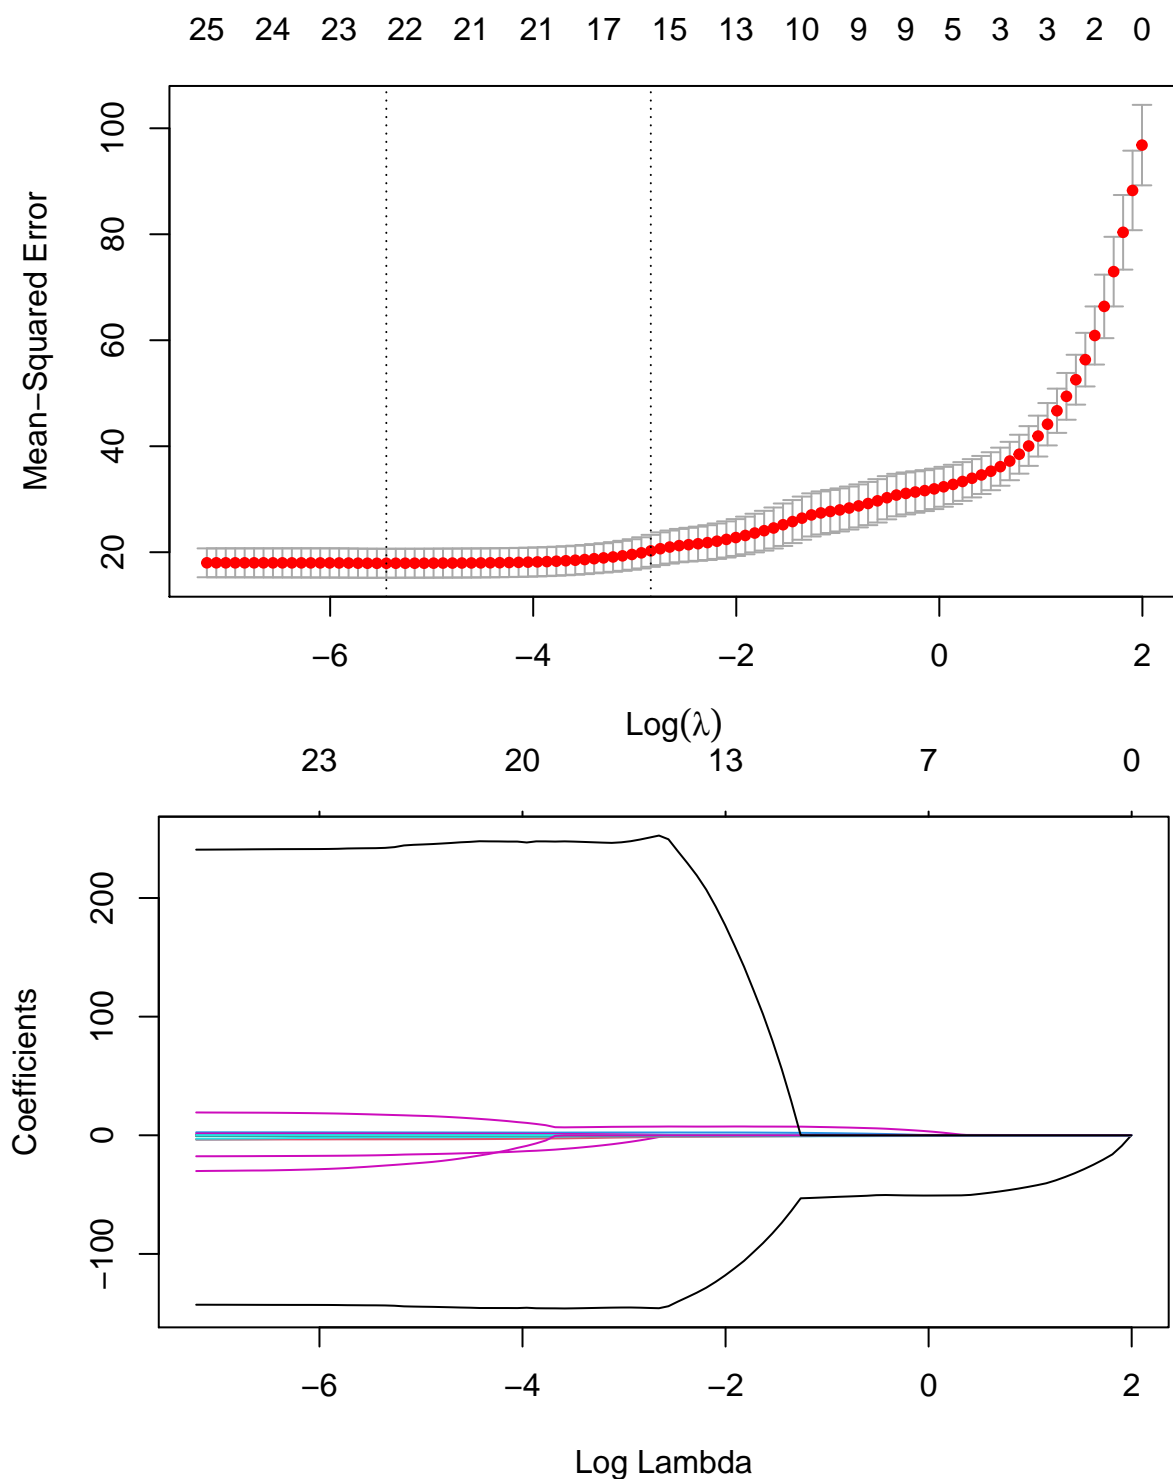 25 24 23 22 21 21 17 15 13 10 9 9 5 3 3 2 0
Mean−Squared Error
100
80
60
40
20
−6 −4 −2 0 2
Log(λ)
23 20 13 7 0
Coefficients
200
100
0
−100
−6 −4 −2 0 2
Log Lambda